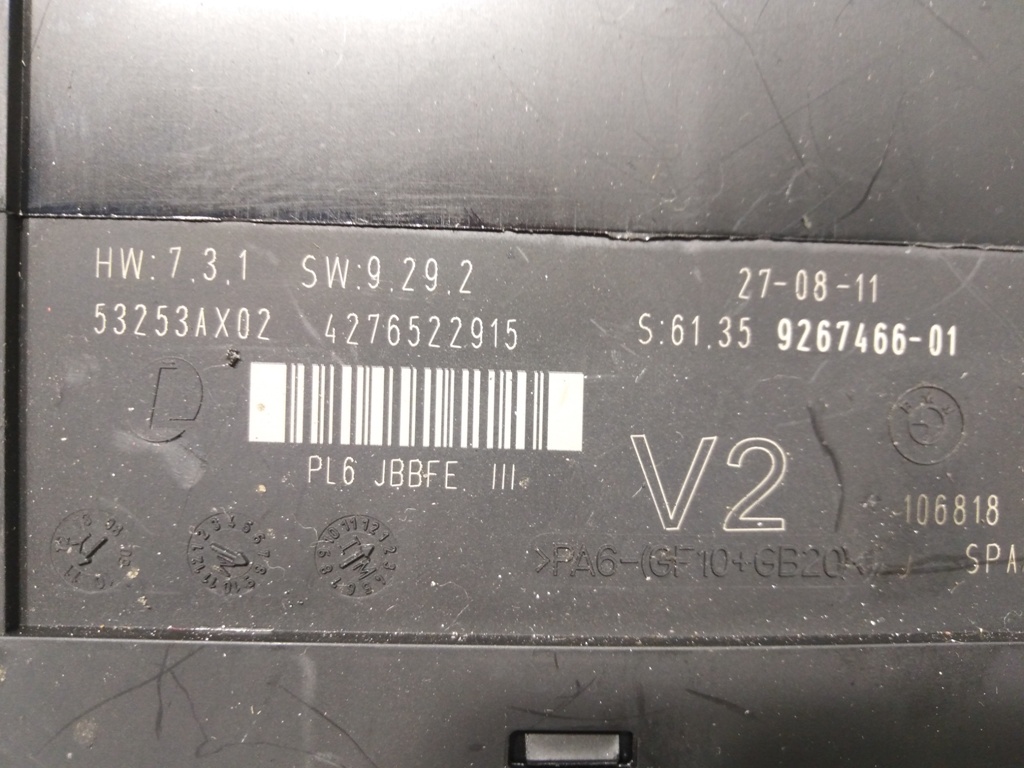 HW:7.3.1 SW:9.29.2 27-08-11
53253AX02 4276522915 S:61.35 9267466-01
PL6 JBBFE III
V2
106818
>PA6-(GF10+GB20)
SPA